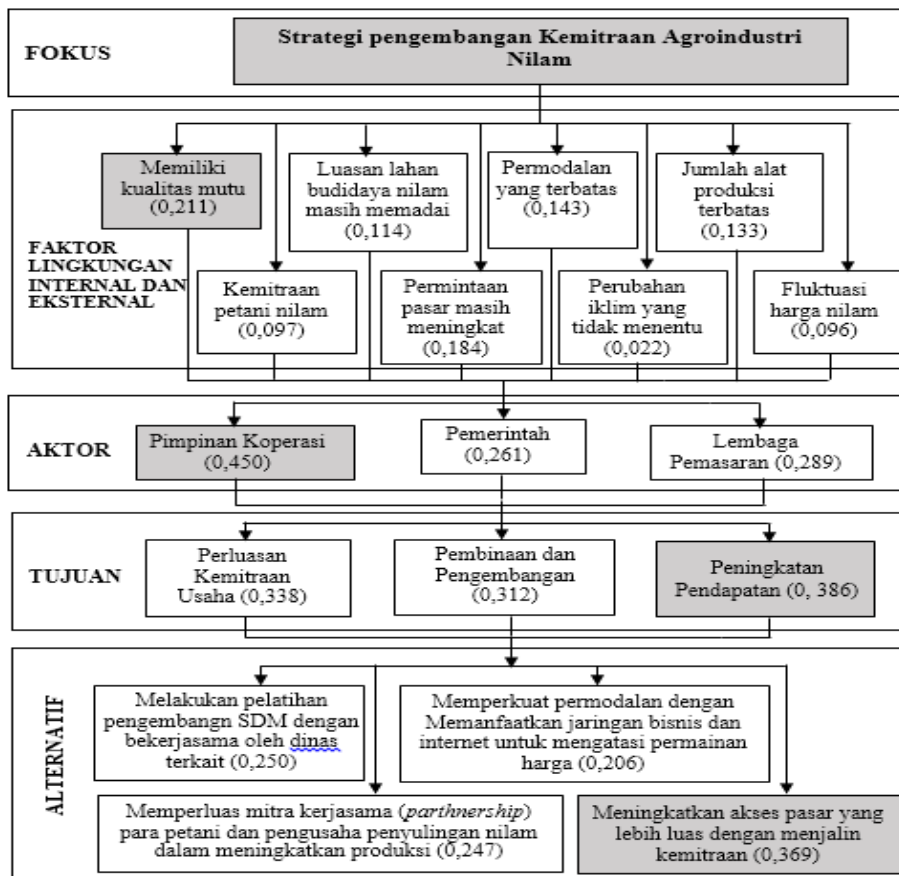 FOKUS
Strategi pengembangan Kemitraan Agroindustri
Nilam
FAKTOR
LINGKUNGAN
INTERNAL DAN
EKSTERNAL
Memiliki
kualitas mutu
(0,211)
Luasan lahan
budidaya nilam
masih memadai
(0,114)
Permodalan
yang terbatas
(0,143)
Jumlah alat
produksi
terbatas
(0,133)
Kemitraan
petani nilam
(0,097)
Permintaan
pasar masih
meningkat
(0,184)
Perubahan
iklim yang
tidak menentu
(0,022)
Fluktuasi
harga nilam
(0,096)
AKTOR
Pimpinan Koperasi
(0,450)
Pemerintah
(0,261)
Lembaga
Pemasaran (0,289)
TUJUAN
Perluasan
Kemitraan
Usaha (0,338)
Pembinaan dan
Pengembangan
(0,312)
Peningkatan
Pendapatan (0, 386)
ALTERNATIF
Melakukan pelatihan
pengembangn SDM dengan
bekerjasama oleh dinas
terkait (0,250)
Memperkuat permodalan dengan
Memanfaatkan jaringan bisnis dan
internet untuk mengatasi permainan
harga (0,206)
Memperluas mitra kerjasama (parthnership)
para petani dan pengusaha penyulingan nilam
dalam meningkatkan produksi (0,247)
Meningkatkan akses pasar yang
lebih luas dengan menjalin
kemitraan (0,369)